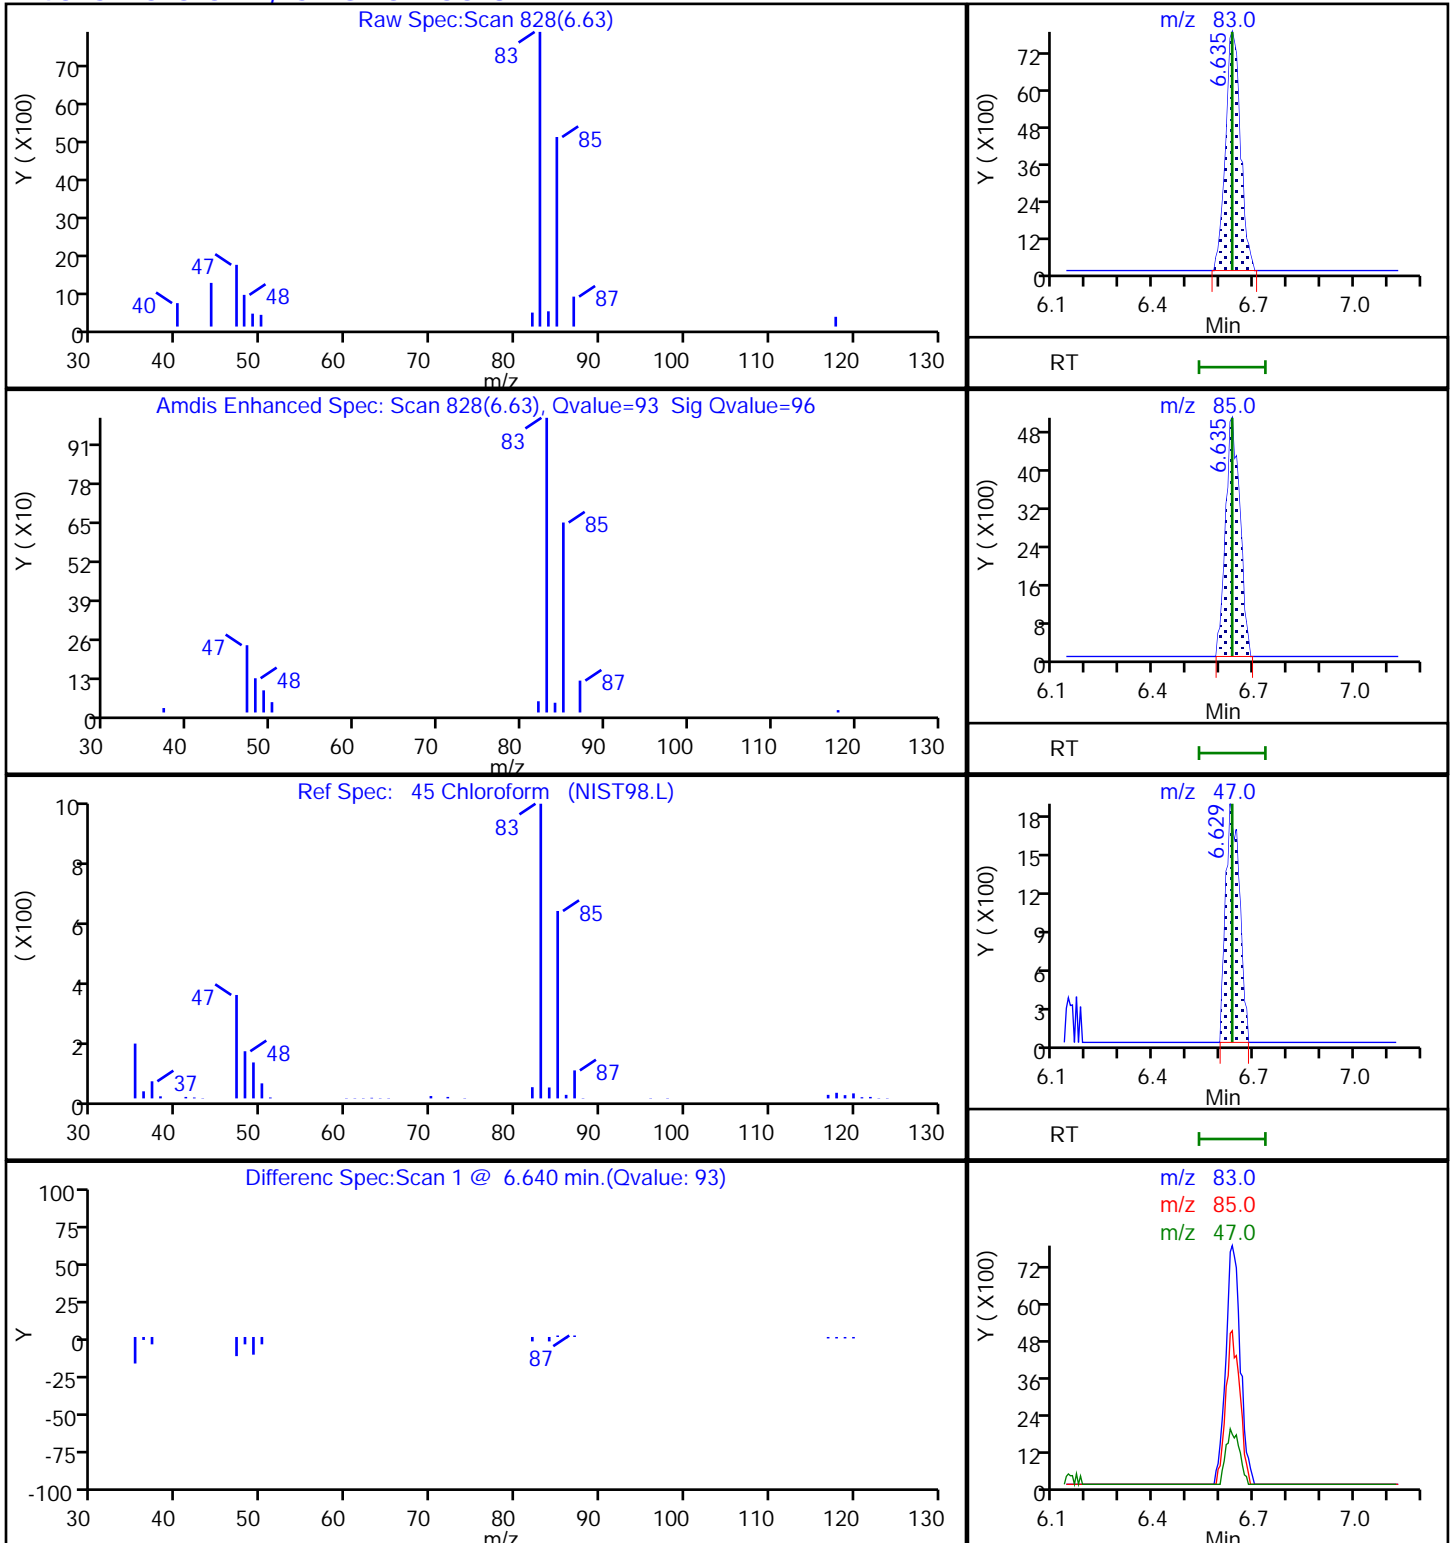 Raw Spec:Scan 828(6.63)
Y ( X100)
70
60
50
40
30
20
10
0
83
85
47
40
48
87
30 40 50 60 70 80 90 100 110 120 130
m/z
m/z 83.0
Y ( X100)
72
60
48
36
24
12
0
6.635
6.1 6.4 6.7 7.0
Min
RT
Amdis Enhanced Spec: Scan 828(6.63), Qvalue=93 Sig Qvalue=96
Y ( X10)
91
78
65
52
39
26
13
0
83
85
47
48
87
30 40 50 60 70 80 90 100 110 120 130
m/z
m/z 85.0
Y ( X100)
48
40
32
24
16
8
0
6.635
6.1 6.4 6.7 7.0
Min
RT
Ref Spec: 45 Chloroform (NIST98.L)
( X100)
10
8
6
4
2
0
83
85
47
48
37
87
30 40 50 60 70 80 90 100 110 120 130
m/z 47.0
Y ( X100)
18
15
12
9
6
3
0
6.629
6.1 6.4 6.7 7.0
Min
RT
Differenc Spec:Scan 1 @ 6.640 min.(Qvalue: 93)
Y
100
75
50
25
0
-25
-50
-75
-100
87
30 40 50 60 70 80 90 100 110 120 130
m/z
m/z 83.0
m/z 85.0
m/z 47.0
Y ( X100)
72
60
48
36
24
12
0
6.1 6.4 6.7 7.0
Min